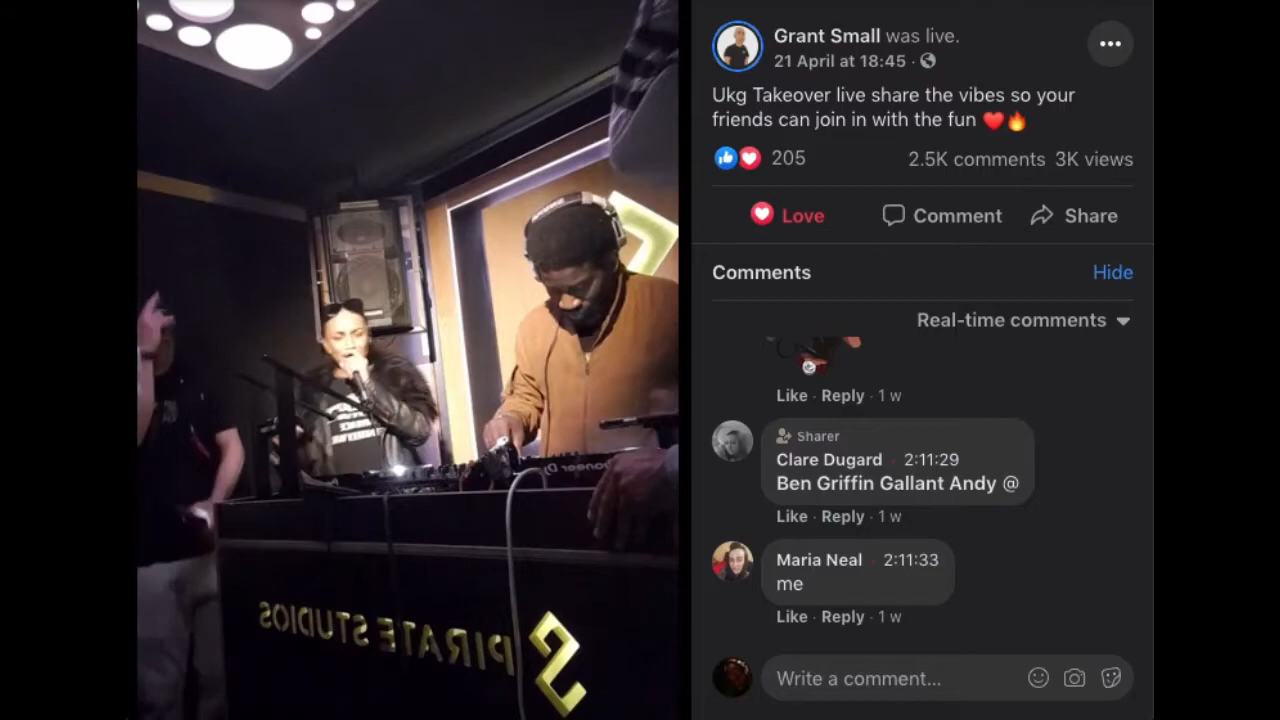 Grant Small was live.
21 April at 18:45 ·
Ukg Takeover live share the vibes so your
friends can join in with the fun ❤️🔥
205
2.5K comments 3K views
Love
Comment
Share
Comments
Hide
Real-time comments
Like · Reply · 1 w
Sharer
Clare Dugard · 2:11:29
Ben Griffin Gallant Andy @
Like · Reply · 1 w
Maria Neal · 2:11:33
me
Like · Reply · 1 w
Write a comment...
Pioneer Dj
PIRATE STUDIOS